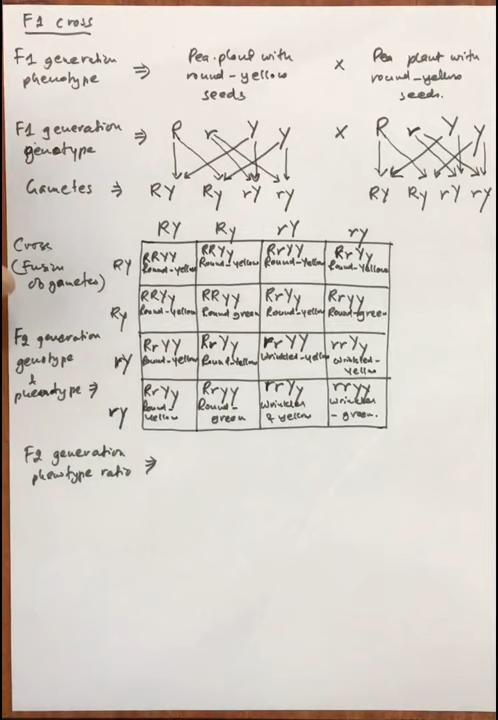 F1 cross
F1 generation phenotype ⇒ Pea plant with round-yellow seeds × Pea plant with round-yellow seeds.
F1 generation genotype ⇒ R r Y y × R r Y y
Gametes ⇒ RY Ry rY ry RY Ry rY ry
RY Ry rY ry
Cross (Fusion of gametes)
RY RRYY Round-yellow RRYy Round-yellow RrYY Round-yellow RrYy Round-yellow
Ry RRYy Round-yellow RRyy Round green RrYy Round-yellow Rryy Round-green
F2 generation genotype & phenotype ⇒
rY RrYY Round-yellow RrYy Round-yellow rrYY Wrinkled-yellow rrYy Wrinkled-yellow
ry RrYy Round-yellow Rryy Round-green rrYy Wrinkled & yellow rryy Wrinkled-green.
F2 generation phenotype ratio ⇒